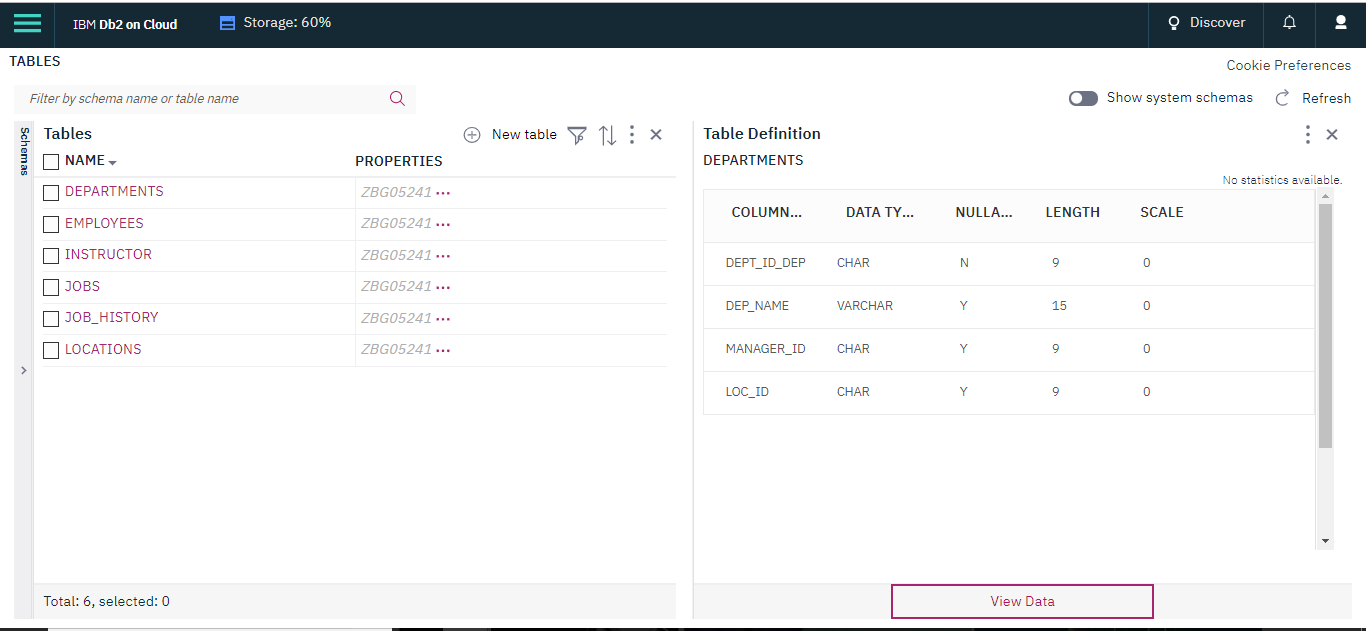 IBM Db2 on Cloud
Storage: 60%
Discover
TABLES
Cookie Preferences
Filter by schema name or table name
Show system schemas
Refresh
Schemas
Tables
New table
NAME PROPERTIES
DEPARTMENTS ZBG05241 ...
EMPLOYEES ZBG05241 ...
INSTRUCTOR ZBG05241 ...
JOBS ZBG05241 ...
JOB_HISTORY ZBG05241 ...
LOCATIONS ZBG05241 ...
Total: 6, selected: 0
Table Definition
DEPARTMENTS
No statistics available.
COLUMN... DATA TY... NULLA... LENGTH SCALE
DEPT_ID_DEP CHAR N 9 0
DEP_NAME VARCHAR Y 15 0
MANAGER_ID CHAR Y 9 0
LOC_ID CHAR Y 9 0
View Data